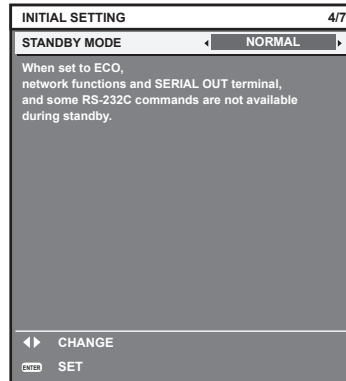 INITIAL SETTING 4/7
STANDBY MODE NORMAL
When set to ECO,
network functions and SERIAL OUT terminal,
and some RS-232C commands are not available
during standby.
CHANGE
ENTER SET